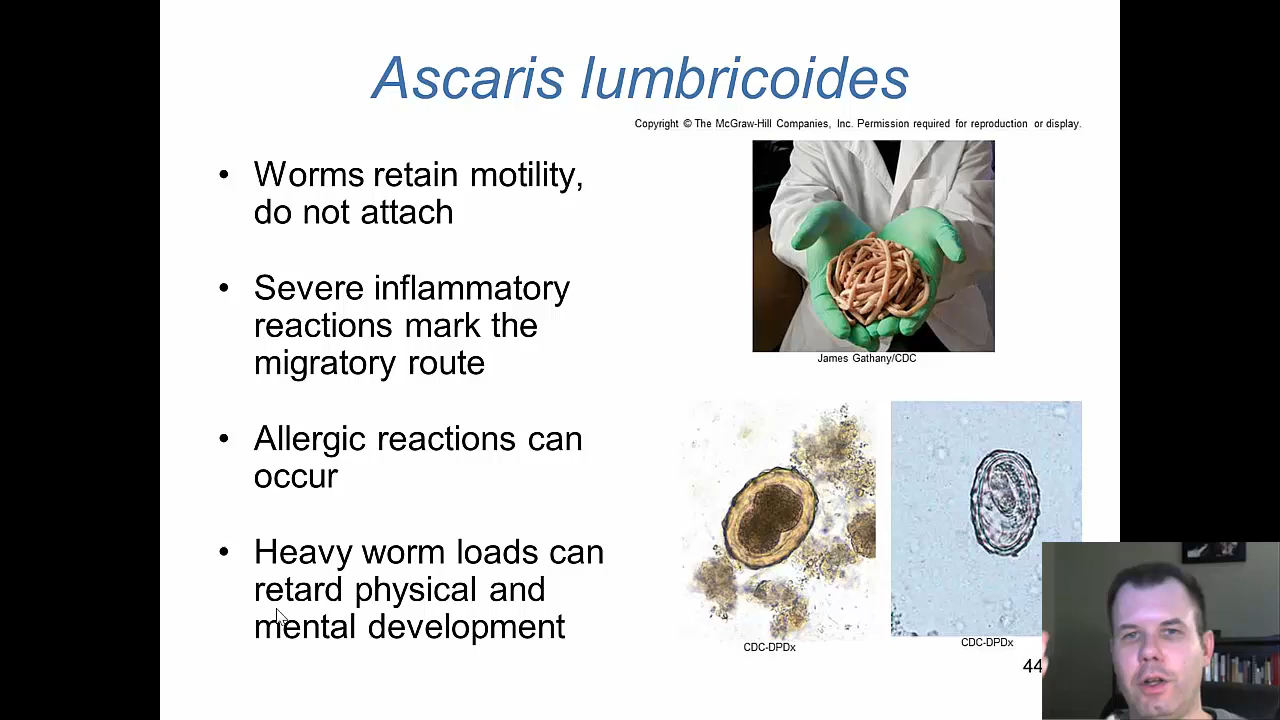 Ascaris lumbricoides
Copyright © The McGraw-Hill Companies, Inc. Permission required for reproduction or display.
• Worms retain motility,
do not attach
• Severe inflammatory
reactions mark the
migratory route
• Allergic reactions can
occur
• Heavy worm loads can
retard physical and
mental development
James Gathany/CDC
CDC-DPDx
CDC-DPDx
44